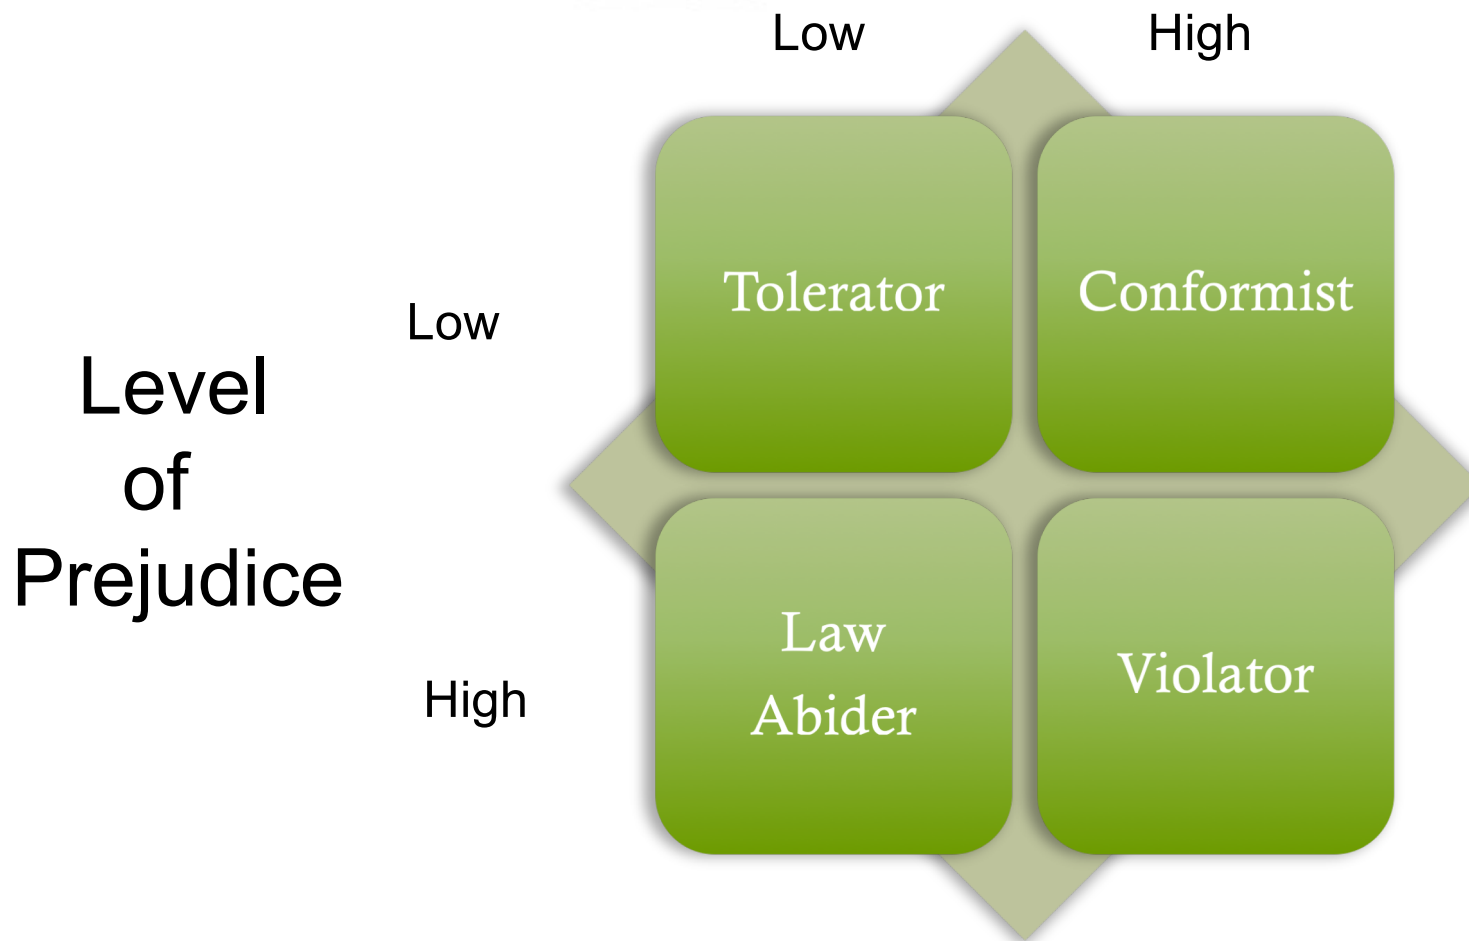 Low
High
Tolerator
Conformist
Low
Level
of
Prejudice
Law
Abider
Violator
High